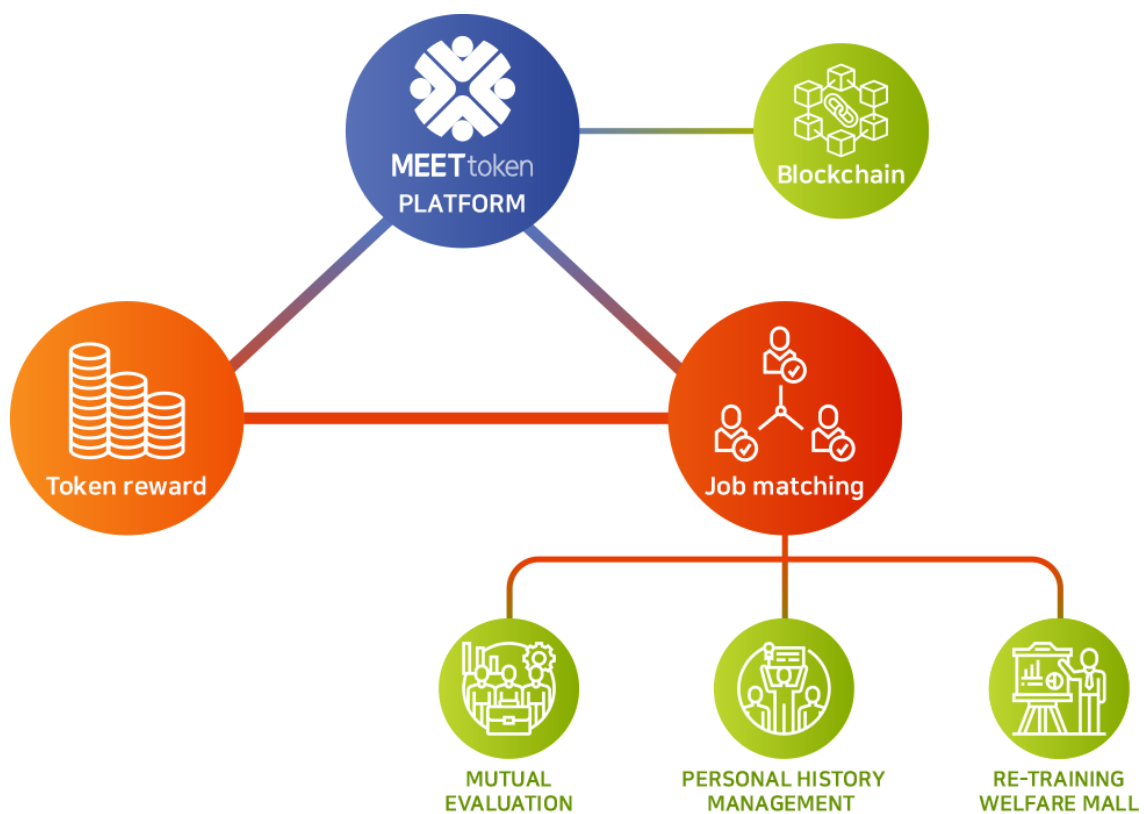 MEETtoken
PLATFORM
Blockchain
Token reward
Job matching
MUTUAL
EVALUATION
PERSONAL HISTORY
MANAGEMENT
RE-TRAINING
WELFARE MALL